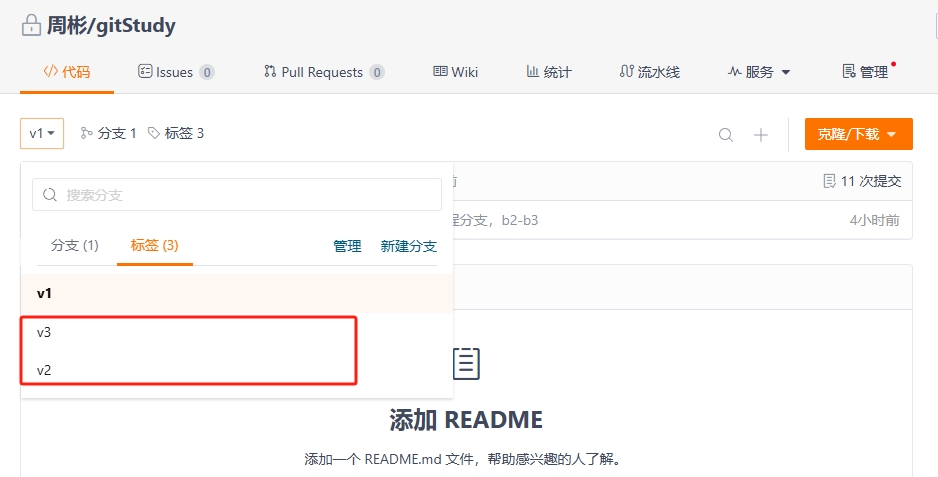 周彬/gitStudy
代码 Issues 0 Pull Requests 0 Wiki 统计 流水线 服务 管理
v1 分支 1 标签 3 克隆/下载
搜索分支
11 次提交
程分支，b2-b3 4小时前
分支 (1) 标签 (3) 管理 新建分支
v1
v3
v2
添加 README
添加一个 README.md 文件，帮助感兴趣的人了解。